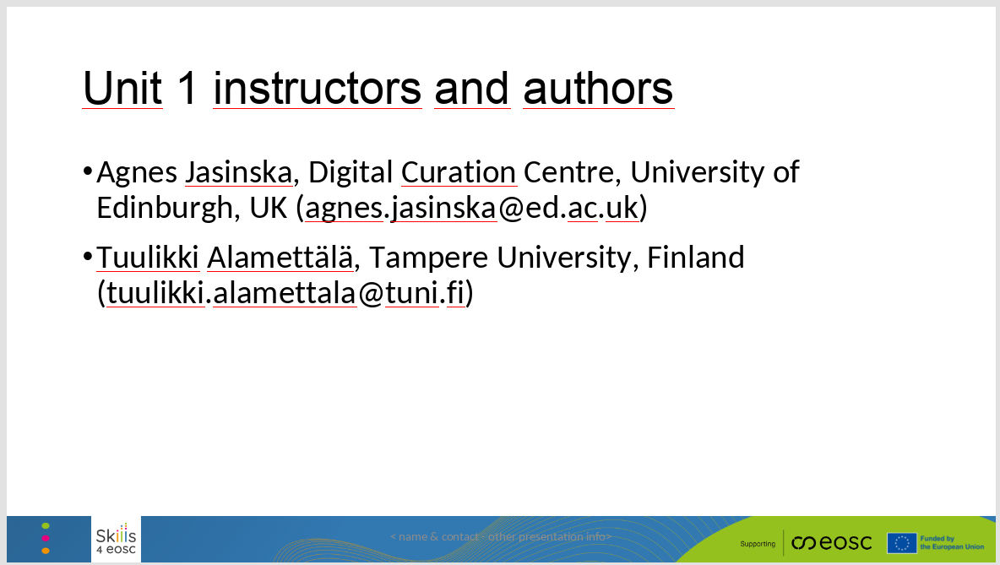 Unit 1 instructors and authors
•Agnes Jasinska, Digital Curation Centre, University of
Edinburgh, UK (agnes.jasinska@ed.ac.uk)
•Tuulikki Alamettälä, Tampere University, Finland
(tuulikki.alamettala@tuni.fi)
Skills
4 eosc
< name & contact - other presentation info>
Supporting
eosc
Funded by
the European Union